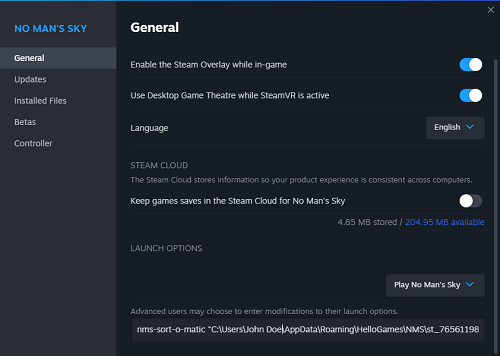 NO MAN'S SKY
General
Updates
Installed Files
Betas
Controller
General
Enable the Steam Overlay while in-game
Use Desktop Game Theatre while SteamVR is active
Language
English
STEAM CLOUD
The Steam Cloud stores information so your product experience is consistent across computers.
Keep games saves in the Steam Cloud for No Man's Sky
4.85 MB stored / 204.95 MB available
LAUNCH OPTIONS
Play No Man's Sky
Advanced users may choose to enter modifications to their launch options.
nms-sort-o-matic "C:\Users\John Doe\AppData\Roaming\HelloGames\NMS\st_76561198